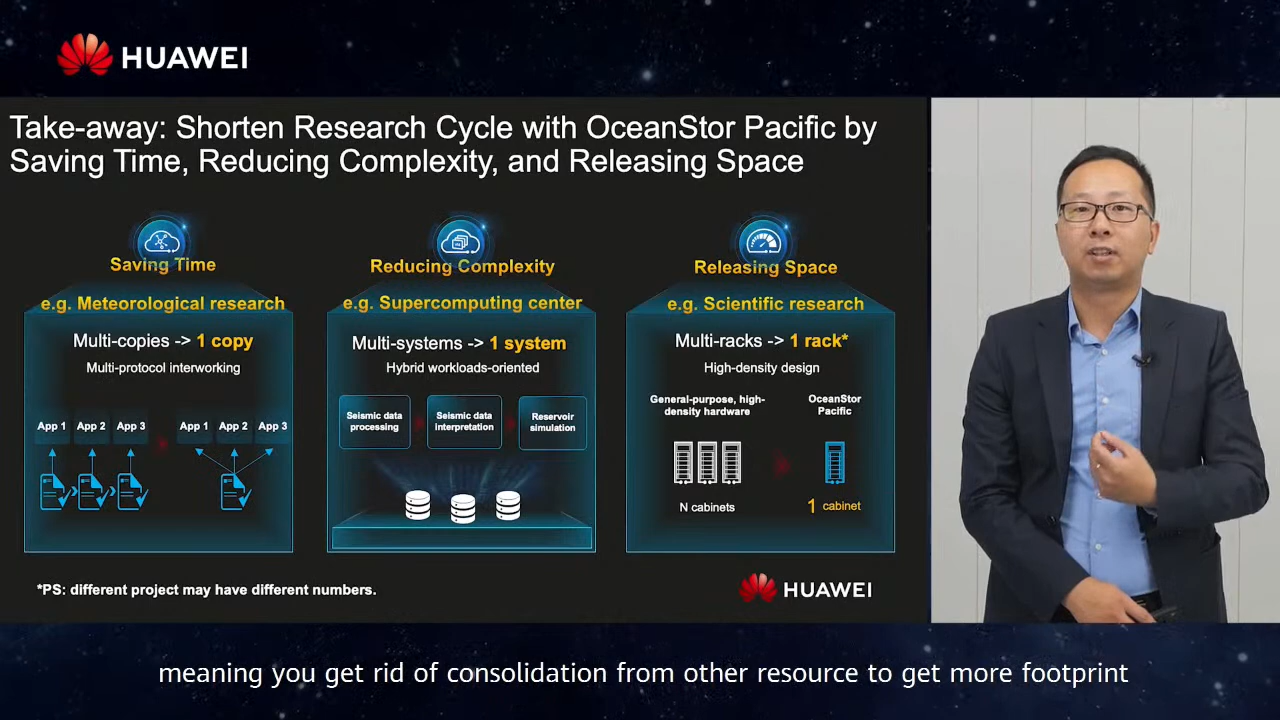 HUAWEI
Take-away: Shorten Research Cycle with OceanStor Pacific by
Saving Time, Reducing Complexity, and Releasing Space
Saving Time
e.g. Meteorological research
Multi-copies -> 1 copy
Multi-protocol interworking
App 1 App 2 App 3 App 1 App 2 App 3
Reducing Complexity
e.g. Supercomputing center
Multi-systems -> 1 system
Hybrid workloads-oriented
Seismic data
processing
Seismic data
interpretation
Reservoir
simulation
Releasing Space
e.g. Scientific research
Multi-racks -> 1 rack*
High-density design
General-purpose, high-
density hardware
N cabinets
OceanStor
Pacific
1 cabinet
*PS: different project may have different numbers.
HUAWEI
meaning you get rid of consolidation from other resource to get more footprint